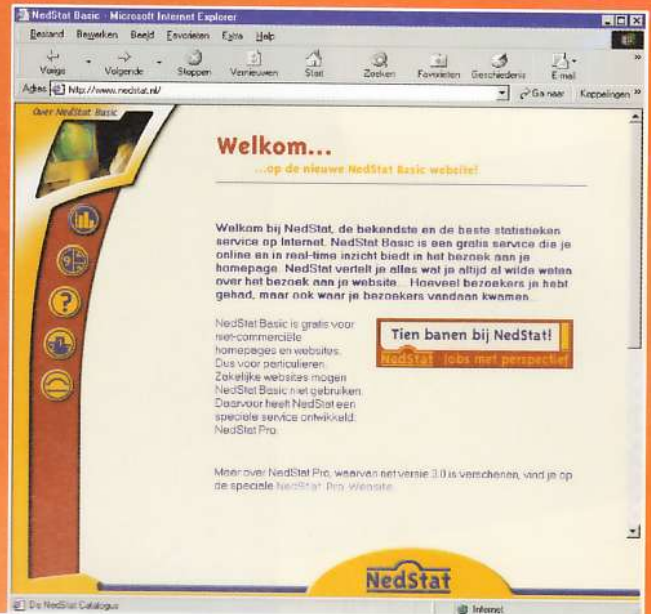 NedStat Basic - Microsoft Internet Explorer
Bestand Bewerken Beeld Favorieten Extra Help
Vorige Volgende Stoppen Vernieuwen Start Zoeken Favorieten Geschiedenis E-mail »
Adres http://www.nedstat.nl/ Ga naar Koppelingen »
Over NedStat Basic
Welkom...
...op de nieuwe NedStat Basic website!
Welkom bij NedStat, de bekendste en de beste statistieken
service op Internet. NedStat Basic is een gratis service die je
online en in real-time inzicht biedt in het bezoek aan je
homepage. NedStat vertelt je alles wat je altijd al wilde weten
over het bezoek aan je website... Hoeveel bezoekers je hebt
gehad, maar ook waar je bezoekers vandaan kwamen...
NedStat Basic is gratis voor
niet-commerciële
homepages en websites.
Dus voor particulieren.
Zakelijke websites mogen
NedStat Basic niet gebruiken.
Daarvoor heeft NedStat een
speciale service ontwikkeld:
NedStat Pro.
Tien banen bij NedStat!
NedStat Jobs met perspectief
Meer over NedStat Pro, waarvan net versie 3.0 is verschenen, vind je op
de speciale NedStat Pro Website.
NedStat
De NedStat Catalogus Internet